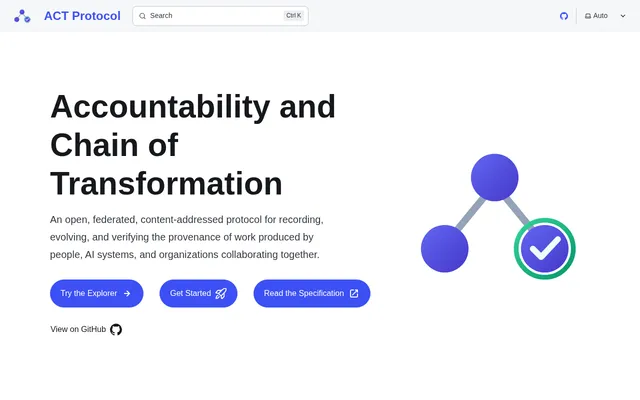 ACT Protocol
Search
Ctrl K
Auto
Accountability and
Chain of
Transformation
An open, federated, content-addressed protocol for recording,
evolving, and verifying the provenance of work produced by
people, AI systems, and organizations collaborating together.
Try the Explorer
Get Started
Read the Specification
View on GitHub